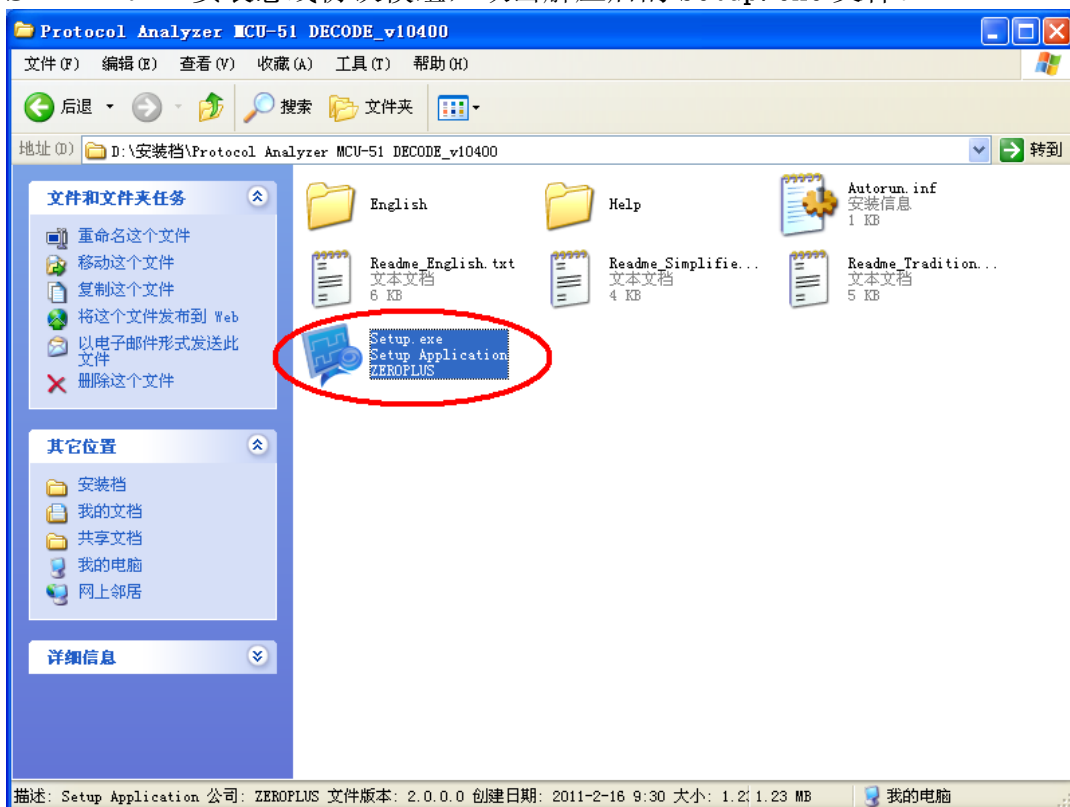 Protocol Analyzer MCU-51 DECODE_v10400
文件(F) 编辑(E) 查看(V) 收藏(A) 工具(T) 帮助(H)
后退 搜索 文件夹
地址(D) D:\安装档\Protocol Analyzer MCU-51 DECODE_v10400 转到
文件和文件夹任务
重命名这个文件
移动这个文件
复制这个文件
将这个文件发布到 Web
以电子邮件形式发送此
文件
删除这个文件
其它位置
安装档
我的文档
共享文档
我的电脑
网上邻居
详细信息
English
Help
Autorun.inf
安装信息
1 KB
Readme_English.txt
文本文档
6 KB
Readme_Simplifie...
文本文档
4 KB
Readme_Tradition...
文本文档
5 KB
Setup.exe
Setup Application
ZEROPLUS
描述: Setup Application 公司: ZEROPLUS 文件版本: 2.0.0.0 创建日期: 2011-2-16 9:30 大小: 1.2 1.23 MB 我的电脑